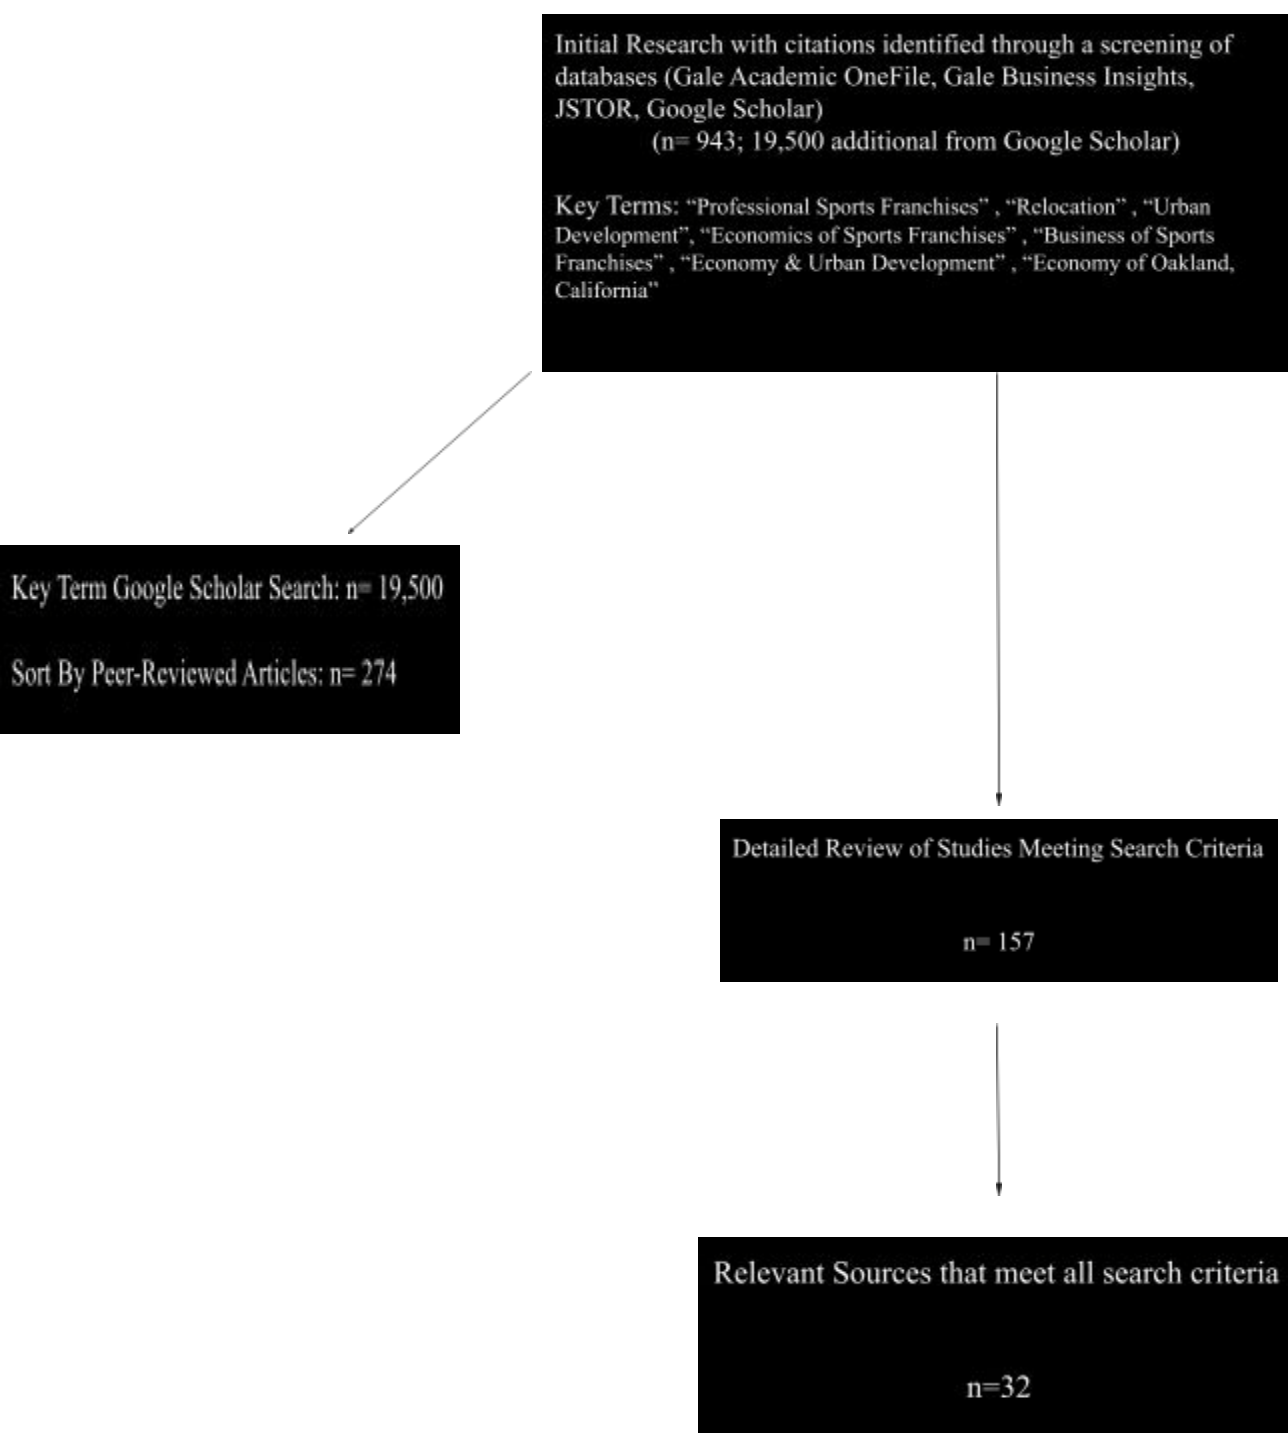 Initial Research with citations identified through a screening of
databases (Gale Academic OneFile, Gale Business Insights,
JSTOR, Google Scholar)
(n= 943; 19,500 additional from Google Scholar)
Key Terms: “Professional Sports Franchises” , “Relocation” , “Urban
Development”, “Economics of Sports Franchises” , “Business of Sports
Franchises” , “Economy & Urban Development” , “Economy of Oakland,
California”
Key Term Google Scholar Search: n= 19,500
Sort By Peer-Reviewed Articles: n= 274
Detailed Review of Studies Meeting Search Criteria
n= 157
Relevant Sources that meet all search criteria
n=32